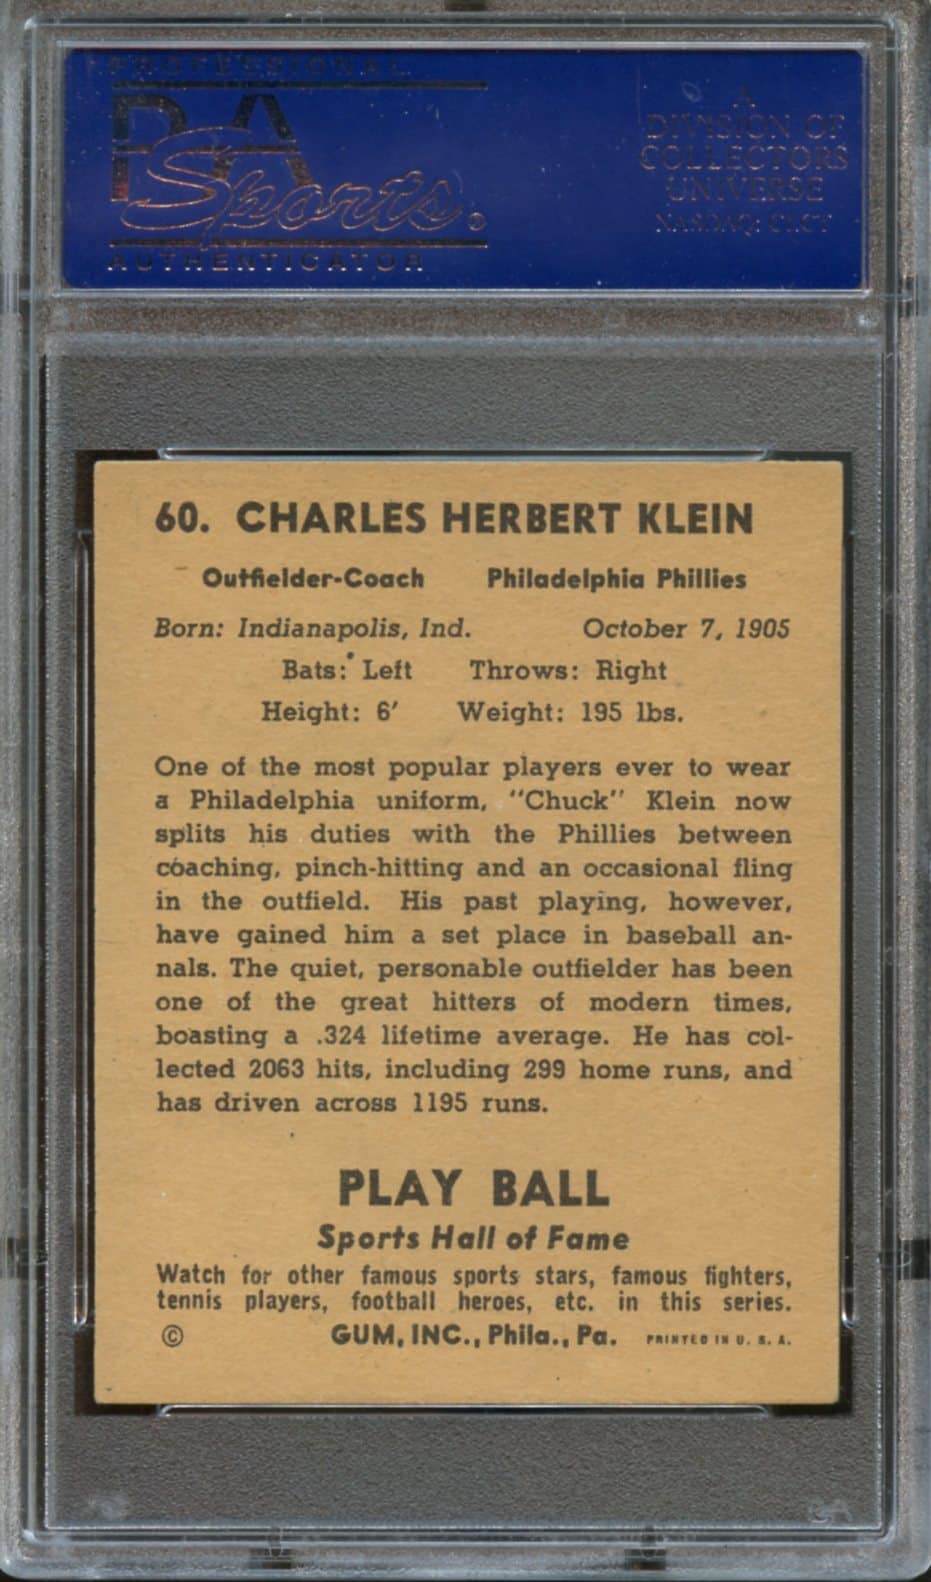 PROFESSIONAL
PSA
Sports.
AUTHENTICATOR
A
DIVISION OF
COLLECTORS
UNIVERSE
NASDAQ: CLCT
60. CHARLES HERBERT KLEIN
Outfielder-Coach Philadelphia Phillies
Born: Indianapolis, Ind. October 7, 1905
Bats: Left Throws: Right
Height: 6' Weight: 195 lbs.
One of the most popular players ever to wear
a Philadelphia uniform, "Chuck" Klein now
splits his duties with the Phillies between
coaching, pinch-hitting and an occasional fling
in the outfield. His past playing, however,
have gained him a set place in baseball an-
nals. The quiet, personable outfielder has been
one of the great hitters of modern times,
boasting a .324 lifetime average. He has col-
lected 2063 hits, including 299 home runs, and
has driven across 1195 runs.
PLAY BALL
Sports Hall of Fame
Watch for other famous sports stars, famous fighters,
tennis players, football heroes, etc. in this series.
© GUM, INC., Phila., Pa. PRINTED IN U. S. A.